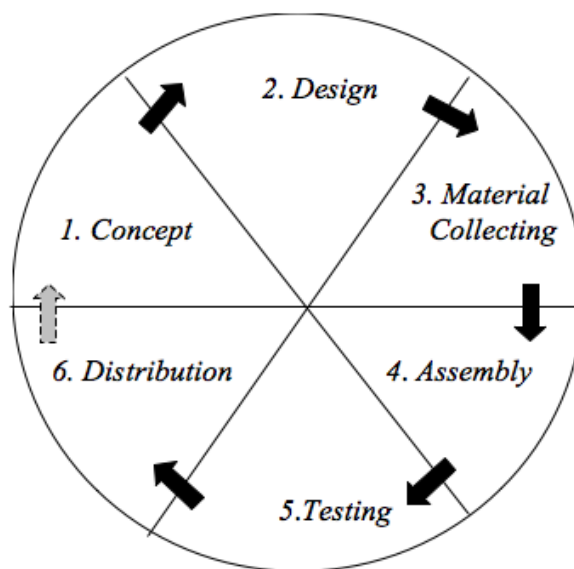 1. Concept
2. Design
3. Material
Collecting
4. Assembly
5.Testing
6. Distribution